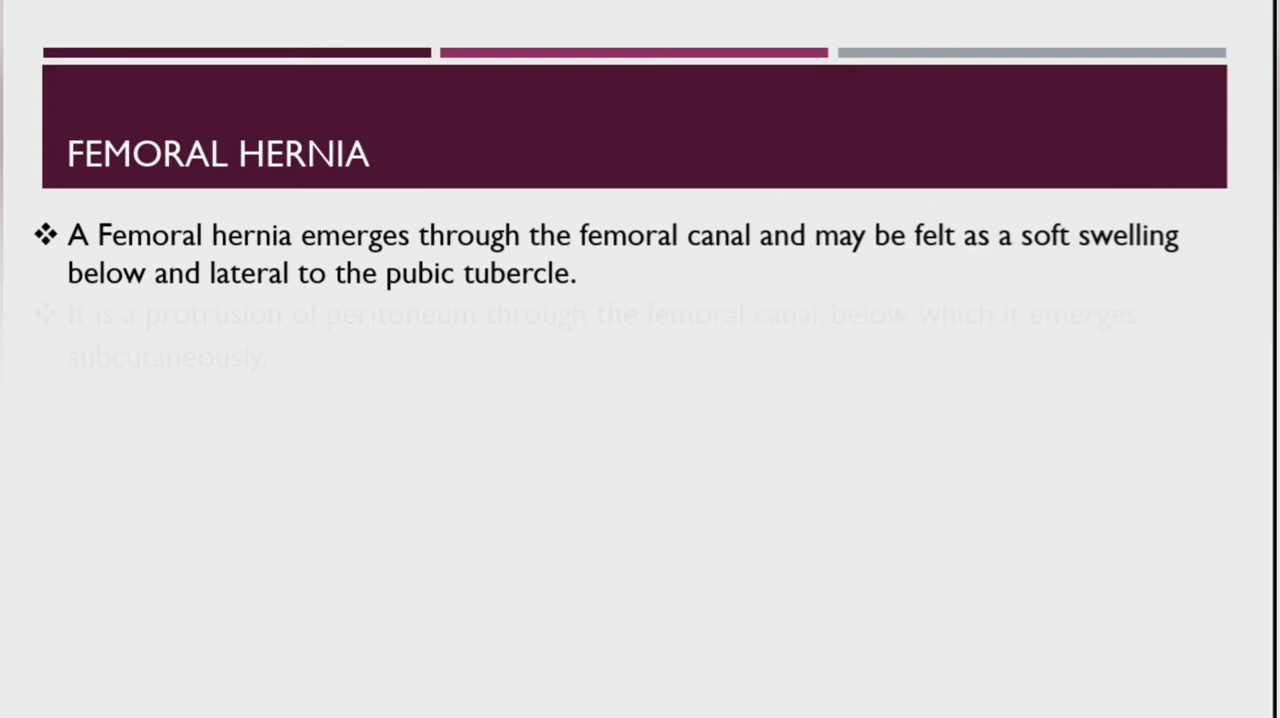 FEMORAL HERNIA
❖ A Femoral hernia emerges through the femoral canal and may be felt as a soft swelling
below and lateral to the pubic tubercle.
❖ It is a protrusion of peritoneum through the femoral canal, below which it emerges
subcutaneously.